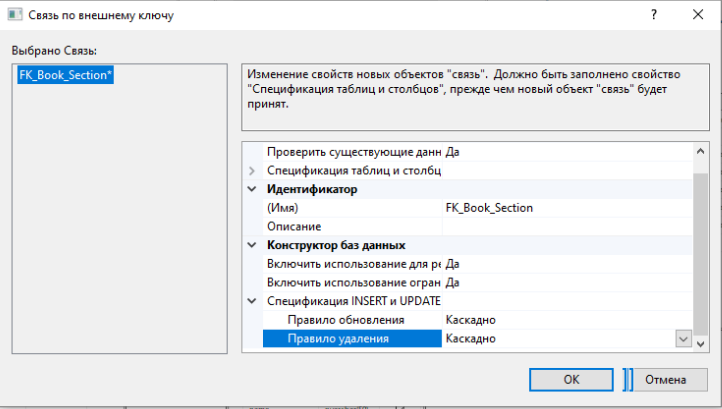 Связь по внешнему ключу
?
Выбрано Связь:
FK_Book_Section*
Изменение свойств новых объектов "связь". Должно быть заполнено свойство
"Спецификация таблиц и столбцов", прежде чем новый объект "связь" будет
принят.
Проверить существующие данн Да
Спецификация таблиц и столбц
Идентификатор
(Имя) FK_Book_Section
Описание
Конструктор баз данных
Включить использование для ре Да
Включить использование огран Да
Спецификация INSERT и UPDATE
Правило обновления Каскадно
Правило удаления Каскадно
OK Отмена